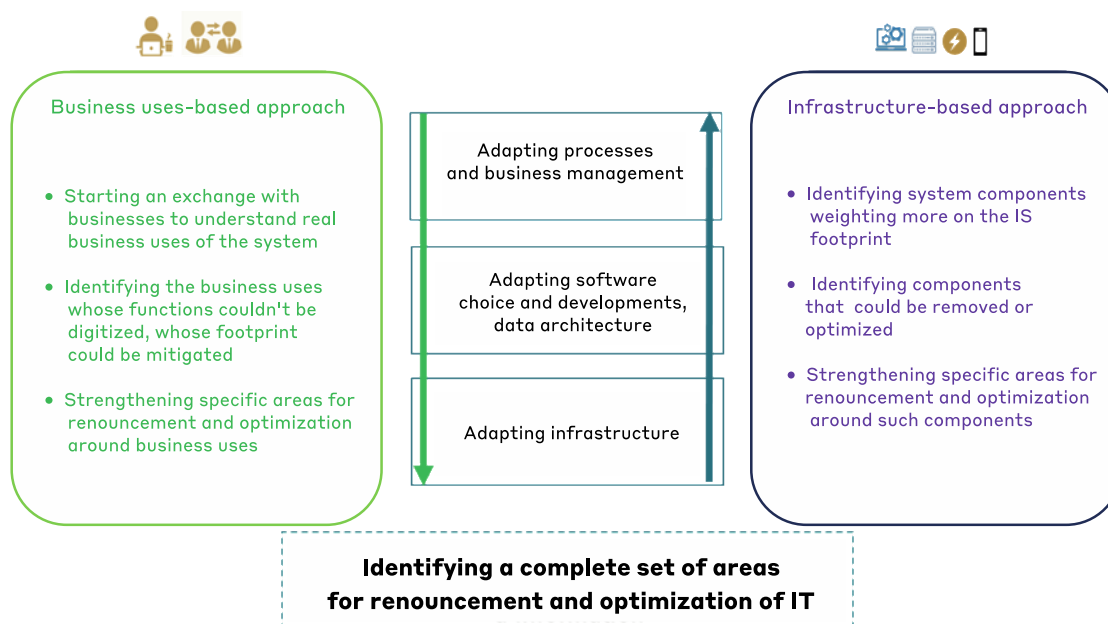 Business uses-based approach
• Starting an exchange with
businesses to understand real
business uses of the system
• Identifying the business uses
whose functions couldn't be
digitized, whose footprint
could be mitigated
• Strengthening specific areas for
renouncement and optimization
around business uses
Adapting processes
and business management
Adapting software
choice and developments,
data architecture
Adapting infrastructure
Infrastructure-based approach
• Identifying system components
weighting more on the IS
footprint
• Identifying components
that could be removed or
optimized
• Strengthening specific areas for
renouncement and optimization
around such components
Identifying a complete set of areas
for renouncement and optimization of IT